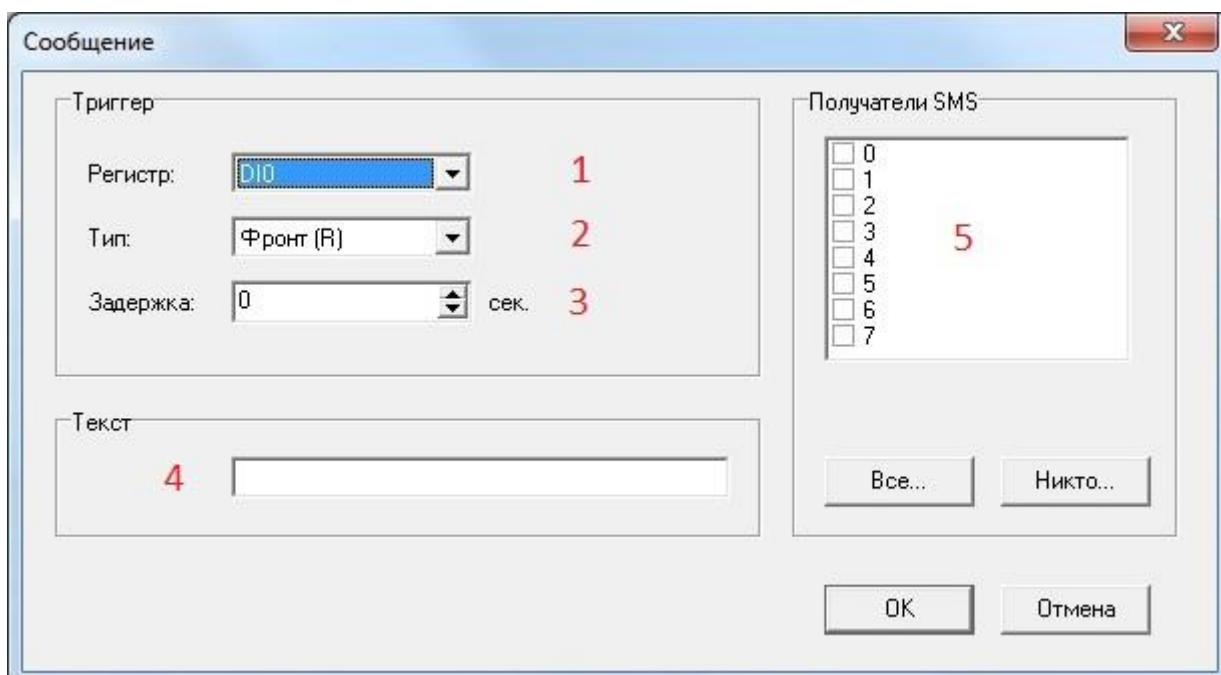 Сообщение
Триггер
Регистр: DI0 1
Тип: Фронт (R) 2
Задержка: 0 сек. 3
Текст
4
Получатели SMS
0
1
2
3
4
5
6
7
5
Все... Никто...
OK Отмена